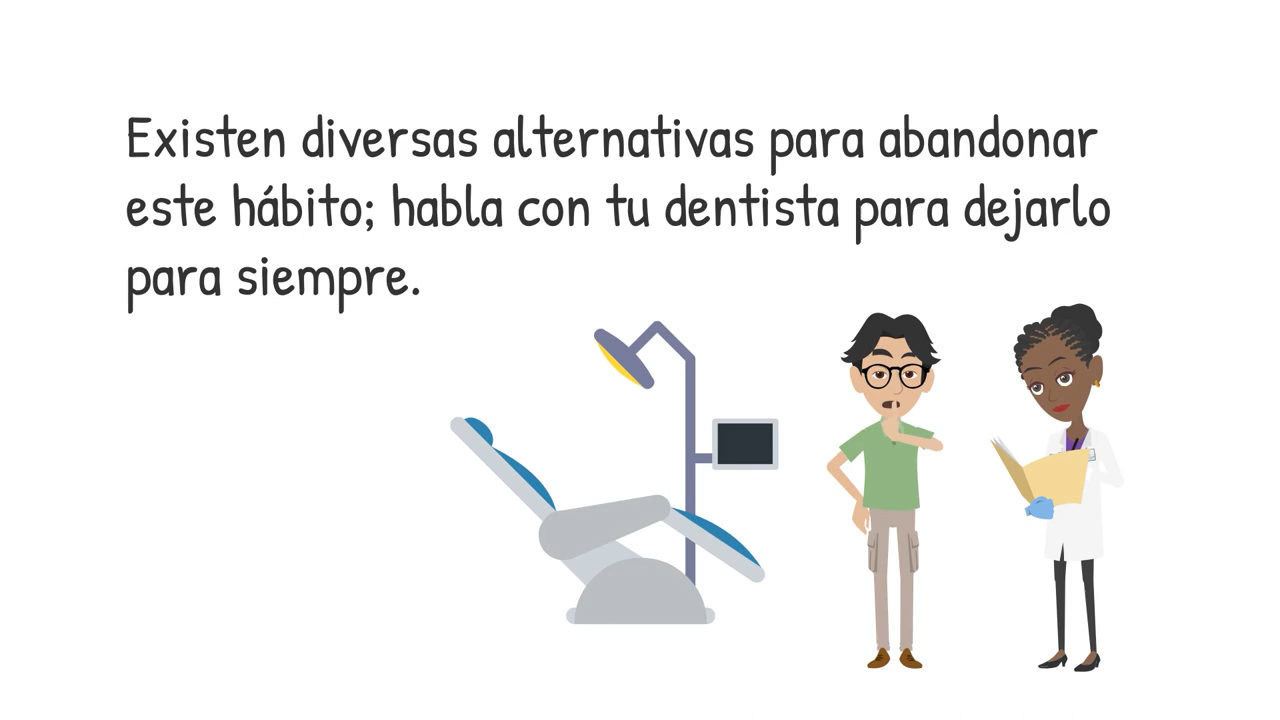 Existen diversas alternativas para abandonar
este hábito; habla con tu dentista para dejarlo
para siempre.